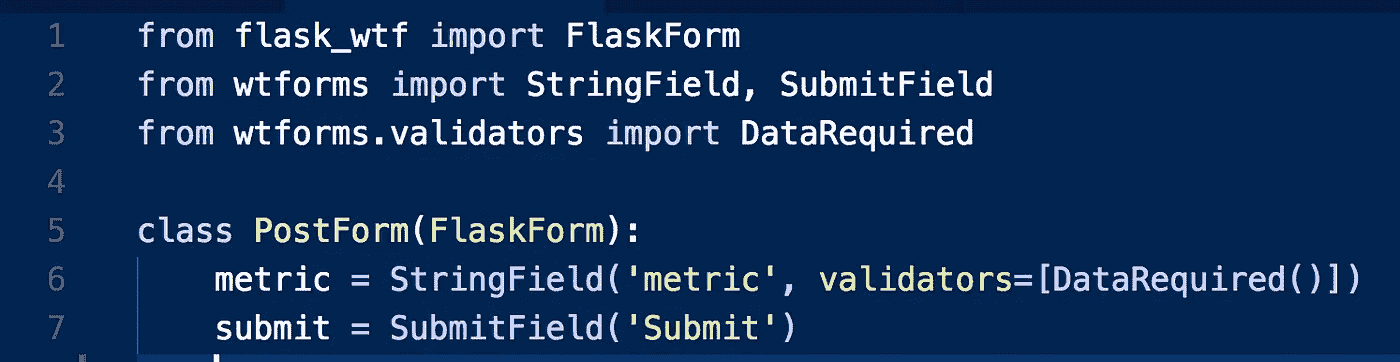 1 from flask_wtf import FlaskForm
2 from wtforms import StringField, SubmitField
3 from wtforms.validators import DataRequired
4
5 class PostForm(FlaskForm):
6     metric = StringField('metric', validators=[DataRequired()])
7     submit = SubmitField('Submit')